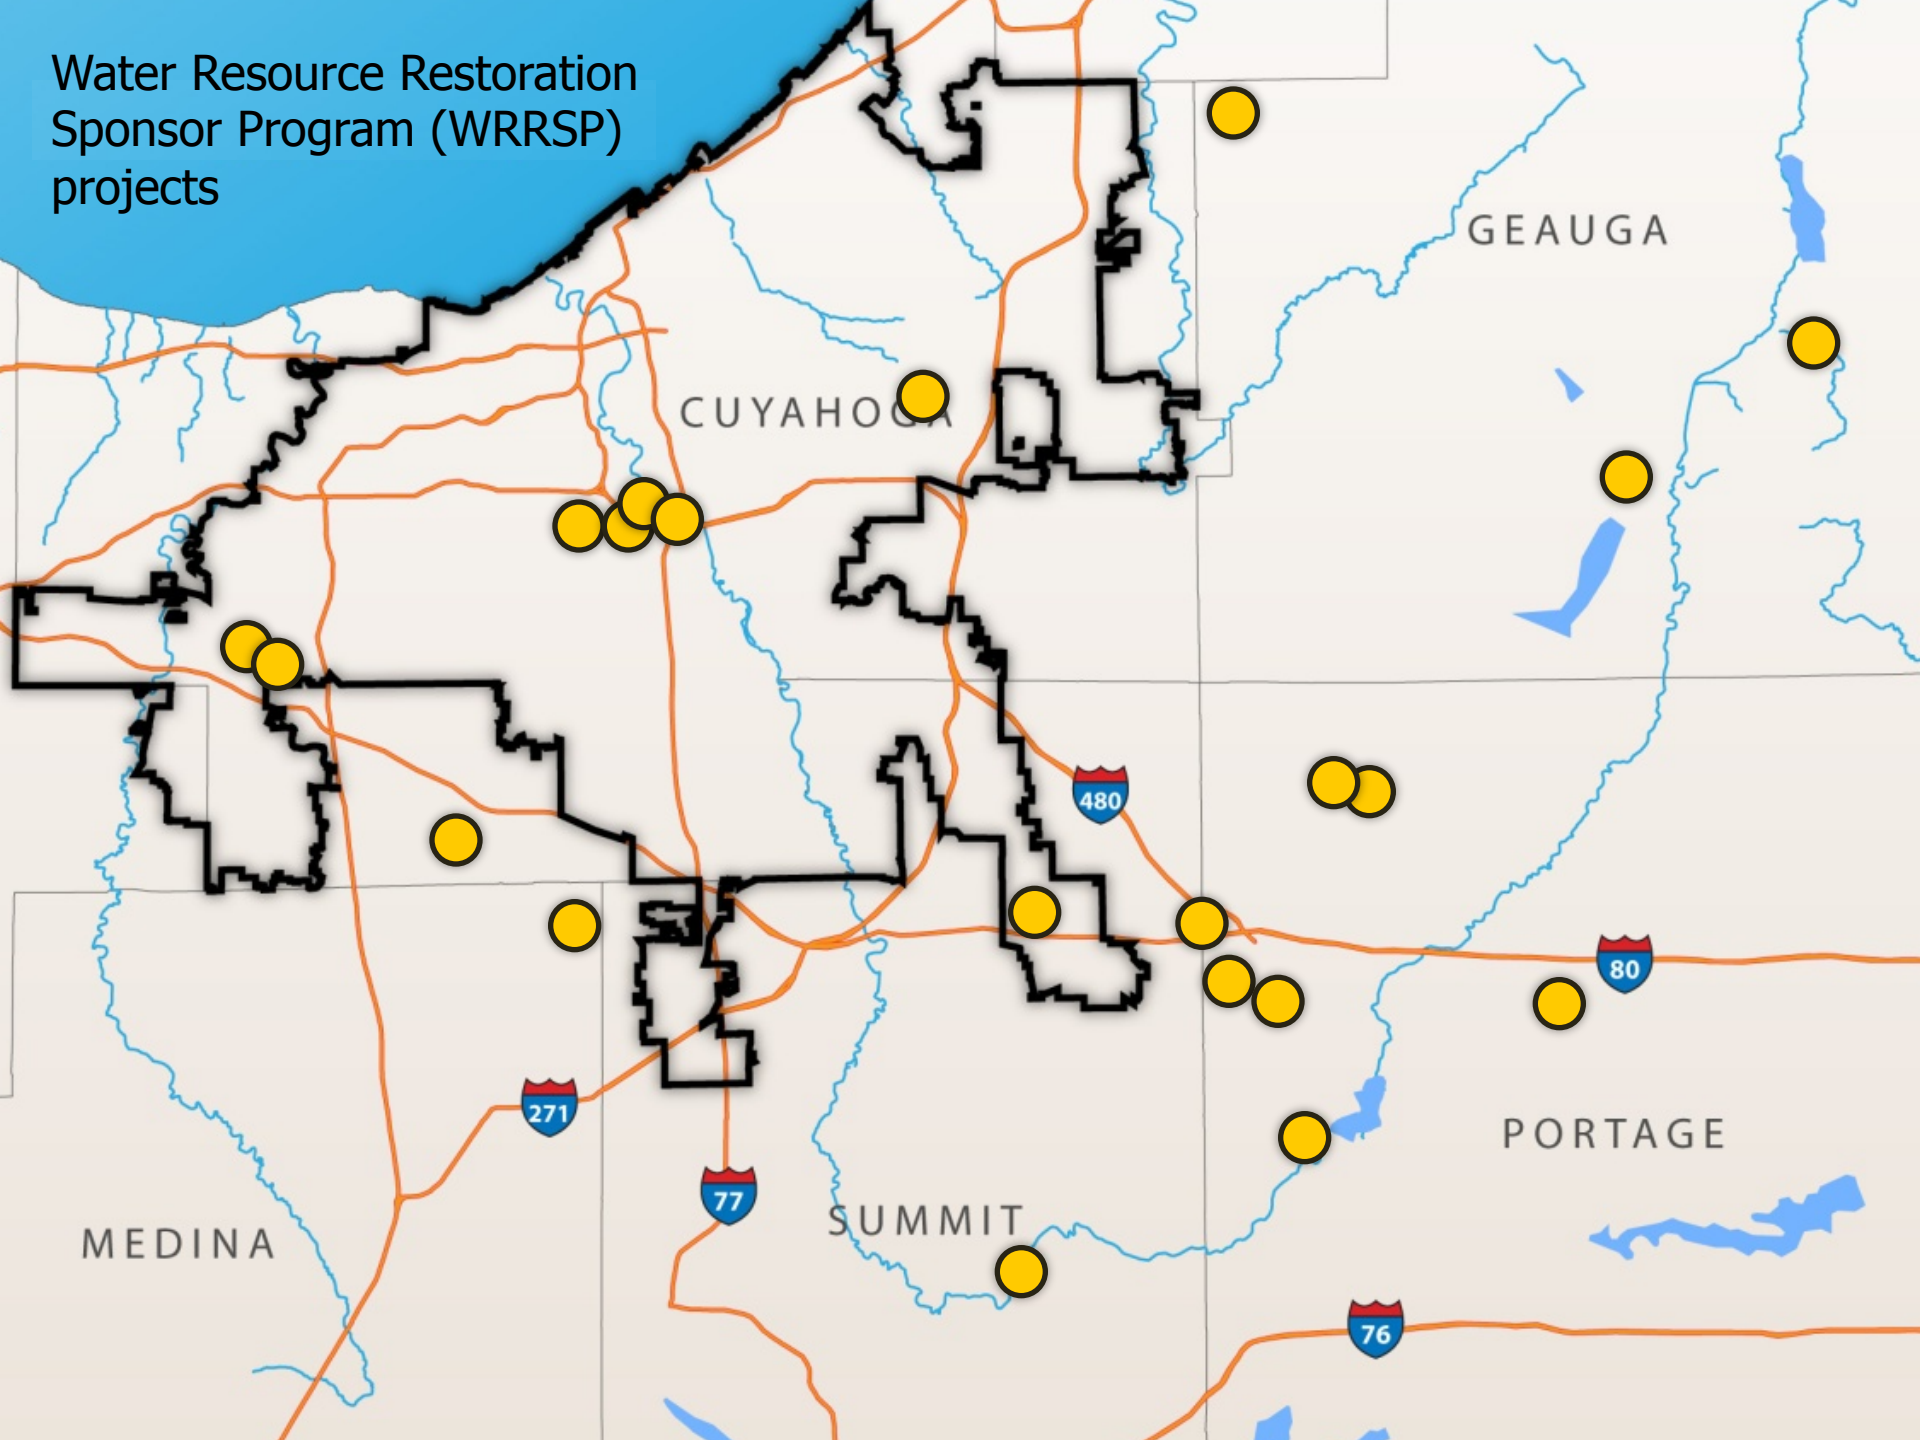 Water Resource Restoration
Sponsor Program (WRRSP)
projects
GEAUGA
CUYAHOGA
480
80
271
PORTAGE
77
SUMMIT
MEDINA
76